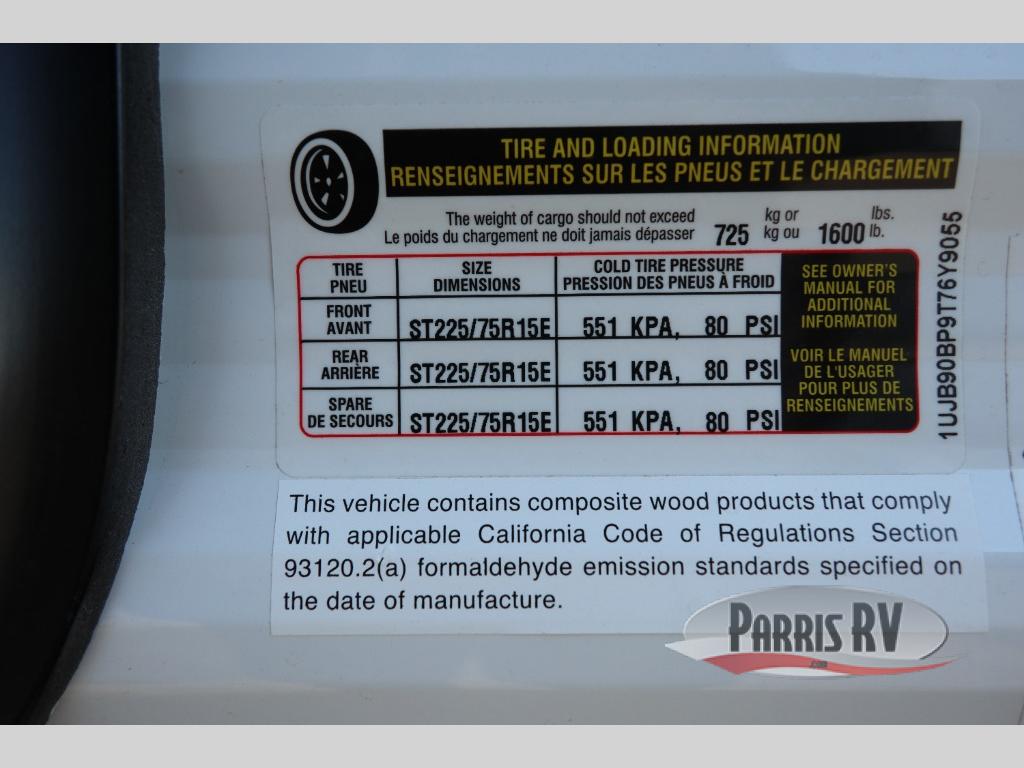 TIRE AND LOADING INFORMATION
RENSEIGNEMENTS SUR LES PNEUS ET LE CHARGEMENT
The weight of cargo should not exceed
Le poids du chargement ne doit jamais dépasser
725 kg or
kg ou
1600 lbs.
lb.
TIRE
PNEU
SIZE
DIMENSIONS
COLD TIRE PRESSURE
PRESSION DES PNEUS À FROID
FRONT
AVANT
ST225/75R15E
551 KPA, 80 PSI
REAR
ARRIÈRE
ST225/75R15E
551 KPA, 80 PSI
SPARE
DE SECOURS
ST225/75R15E
551 KPA, 80 PSI
SEE OWNER'S
MANUAL FOR
ADDITIONAL
INFORMATION
VOIR LE MANUEL
DE L'USAGER
POUR PLUS DE
RENSEIGNEMENTS
1UJB90BP9T76Y9055
This vehicle contains composite wood products that comply
with applicable California Code of Regulations Section
93120.2(a) formaldehyde emission standards specified on
the date of manufacture.
PARRIS RV
.com